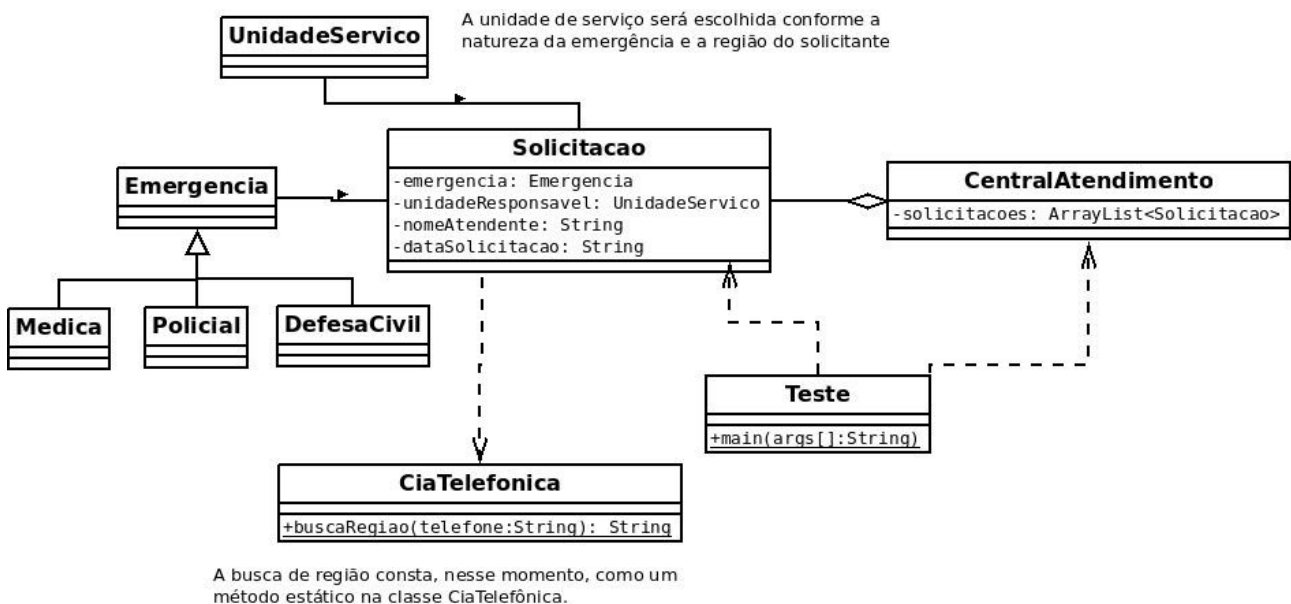 UnidadeServico
A unidade de serviço será escolhida conforme a
natureza da emergência e a região do solicitante
Solicitacao
-emergencia: Emergencia
-unidadeResponsavel: UnidadeServico
-nomeAtendente: String
-dataSolicitacao: String
Emergencia
CentralAtendimento
-solicitacoes: ArrayList<Solicitacao>
Medica
Policial
DefesaCivil
Teste
+main(args[]:String)
CiaTelefonica
+buscaRegiao(telefone:String): String
A busca de região consta, nesse momento, como um
método estático na classe CiaTelefônica.